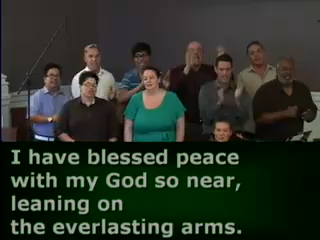 I have blessed peace
with my God so near,
leaning on
the everlasting arms.